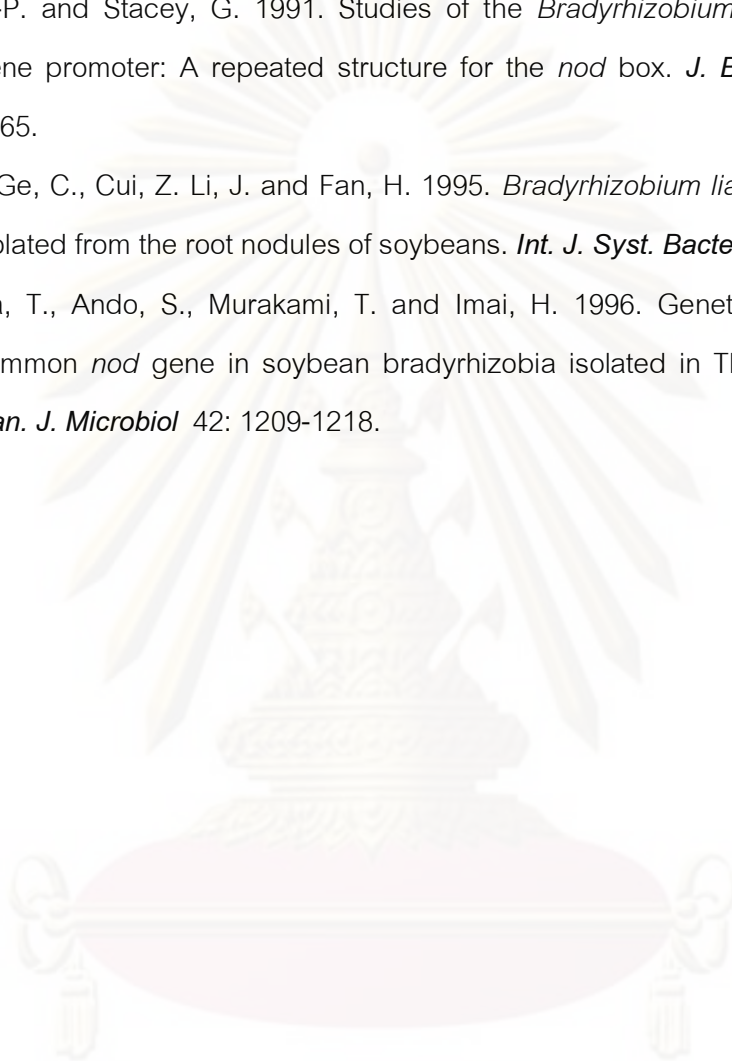 -P. and Stacey, G. 1991. Studies of the Bradyrhizobium
ene promoter: A repeated structure for the nod box. J. B
65.
Ge, C., Cui, Z. Li, J. and Fan, H. 1995. Bradyrhizobium lia
olated from the root nodules of soybeans. Int. J. Syst. Bacte
a, T., Ando, S., Murakami, T. and Imai, H. 1996. Genet
mmon nod gene in soybean bradyrhizobia isolated in Th
an. J. Microbiol 42: 1209-1218.